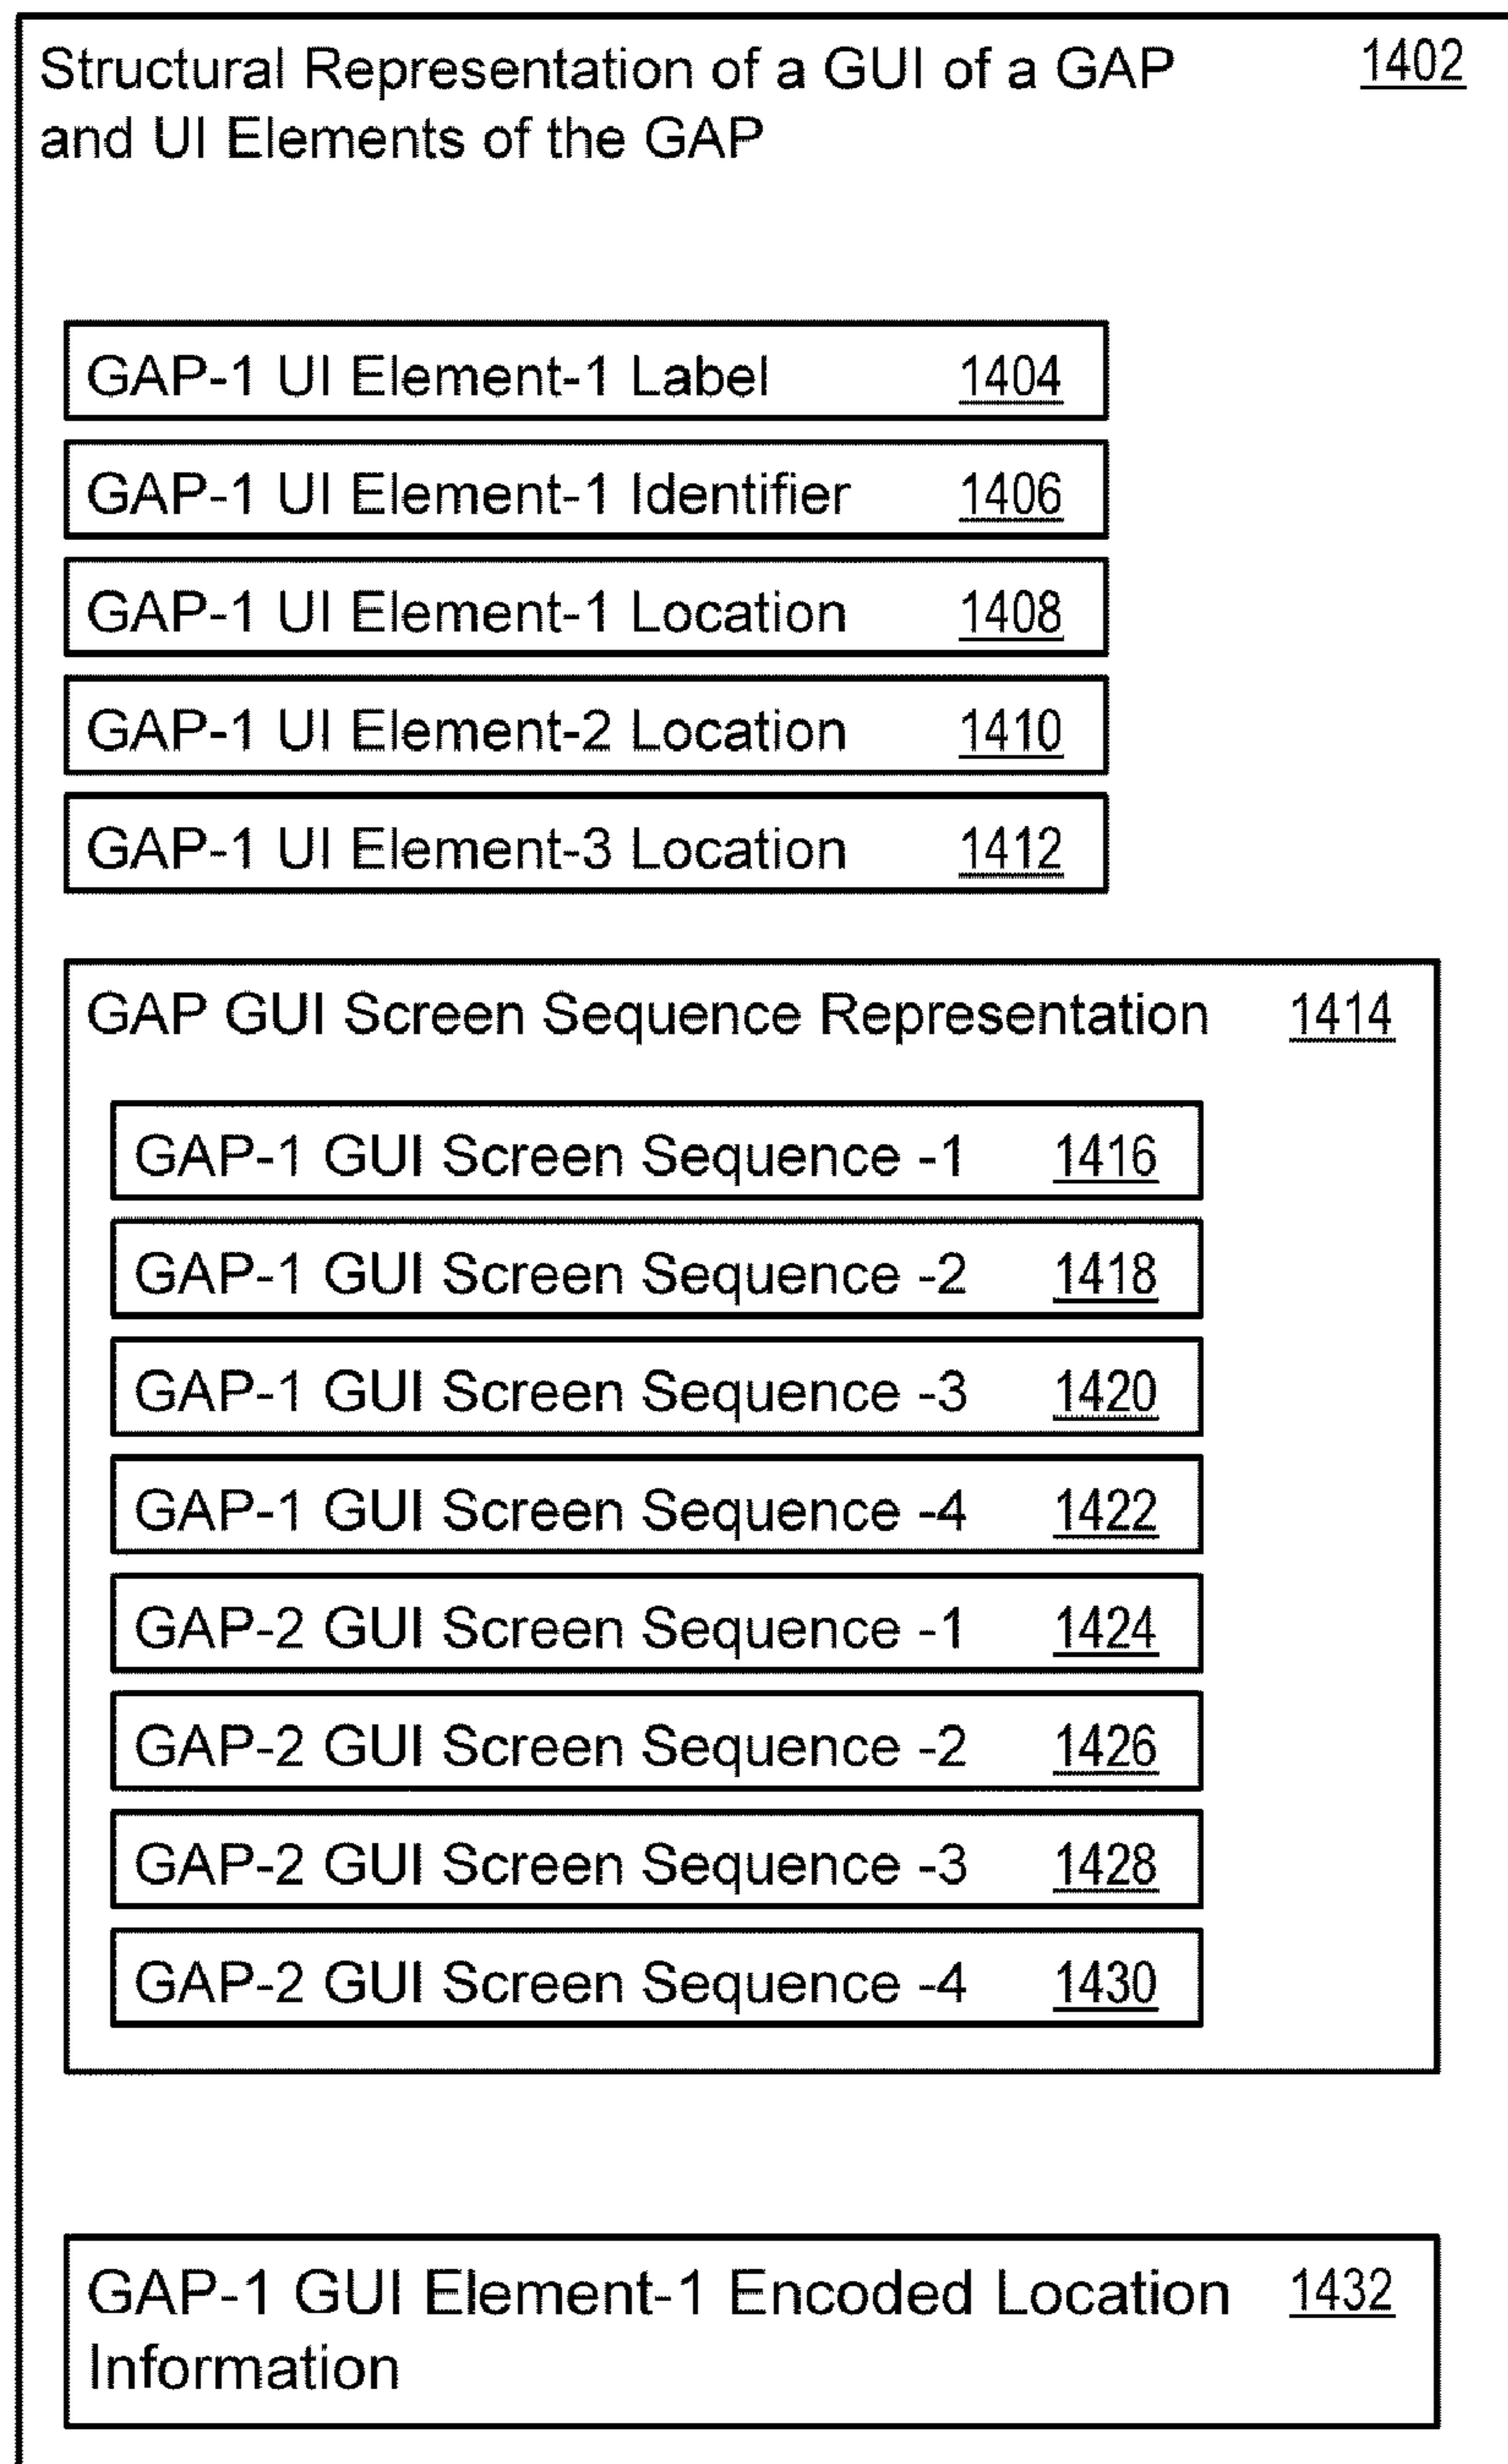 Structural Representation of a GUI of a GAP 1402
and UI Elements of the GAP
GAP-1 UI Element-1 Label 1404
GAP-1 UI Element-1 Identifier 1406
GAP-1 UI Element-1 Location 1408
GAP-1 UI Element-2 Location 1410
GAP-1 UI Element-3 Location 1412
GAP GUI Screen Sequence Representation 1414
GAP-1 GUI Screen Sequence -1 1416
GAP-1 GUI Screen Sequence -2 1418
GAP-1 GUI Screen Sequence -3 1420
GAP-1 GUI Screen Sequence -4 1422
GAP-2 GUI Screen Sequence -1 1424
GAP-2 GUI Screen Sequence -2 1426
GAP-2 GUI Screen Sequence -3 1428
GAP-2 GUI Screen Sequence -4 1430
GAP-1 GUI Element-1 Encoded Location 1432
Information